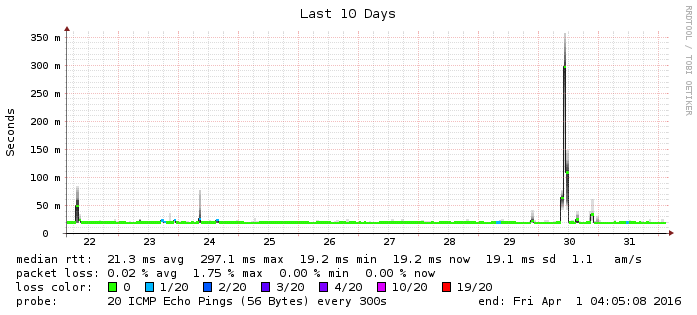 Last 10 Days
RRDTOOL / TOBI OETIKER
Seconds
350 m
300 m
250 m
200 m
150 m
100 m
50 m
0
22 23 24 25 26 27 28 29 30 31
median rtt: 21.3 ms avg 297.1 ms max 19.2 ms min 19.2 ms now 19.1 ms sd 1.1 am/s
packet loss: 0.02 % avg 1.75 % max 0.00 % min 0.00 % now
loss color: 0 1/20 2/20 3/20 4/20 10/20 19/20
probe: 20 ICMP Echo Pings (56 Bytes) every 300s end: Fri Apr 1 04:05:08 2016